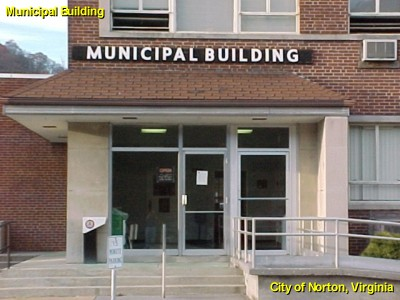 Municipal Building
MUNICIPAL BUILDING
City of Norton, Virginia